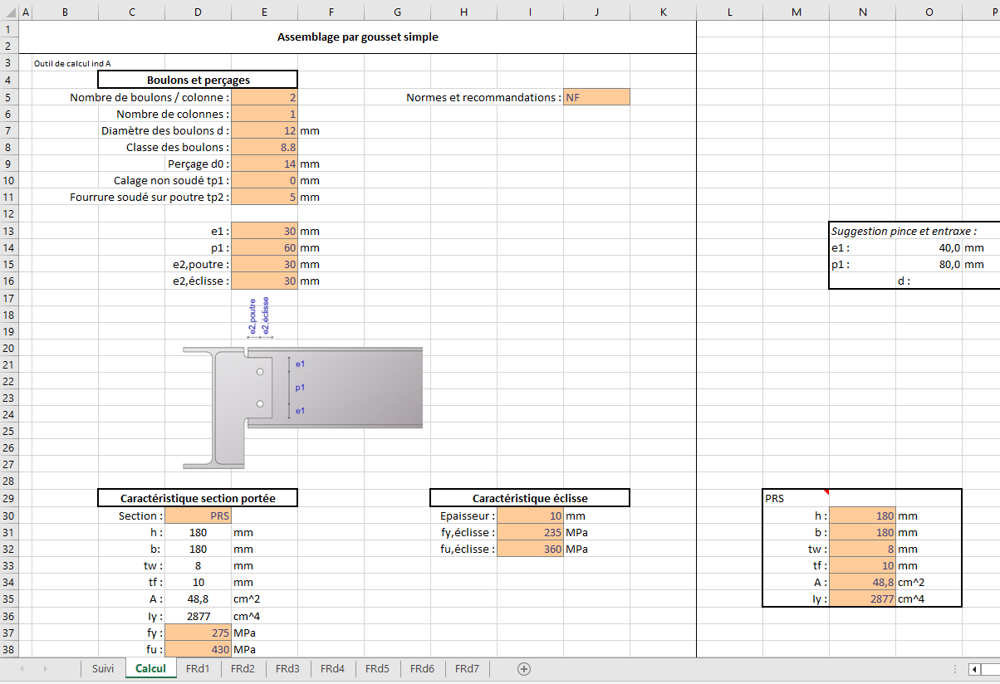 A B C D E F G H I J K L M N O P
1 Assemblage par gousset simple
2
3 Outil de calcul ind A
4 Boulons et perçages
5 Nombre de boulons / colonne : 2 Normes et recommandations : NF
6 Nombre de colonnes : 1
7 Diamètre des boulons d : 12 mm
8 Classe des boulons : 8.8
9 Perçage d0 : 14 mm
10 Calage non soudé tp1 : 0 mm
11 Fourrure soudé sur poutre tp2 : 5 mm
12
13 e1 : 30 mm Suggestion pince et entraxe :
14 p1 : 60 mm e1 : 40,0 mm
15 e2,poutre : 30 mm p1 : 80,0 mm
16 e2,éclisse : 30 mm d :
17
18 e2,poutre e2,éclisse
19
20
21 e1
22 p1
23
24 e1
25
26
27
28
29 Caractéristique section portée Caractéristique éclisse PRS
30 Section : PRS Epaisseur : 10 mm h : 180 mm
31 h : 180 mm fy,éclisse : 235 MPa b : 180 mm
32 b: 180 mm fu,éclisse : 360 MPa tw : 8 mm
33 tw : 8 mm tf : 10 mm
34 tf : 10 mm A : 48,8 cm^2
35 A : 48,8 cm^2 Iy : 2877 cm^4
36 Iy : 2877 cm^4
37 fy : 275 MPa
38 fu : 430 MPa
Suivi Calcul FRd1 FRd2 FRd3 FRd4 FRd5 FRd6 FRd7